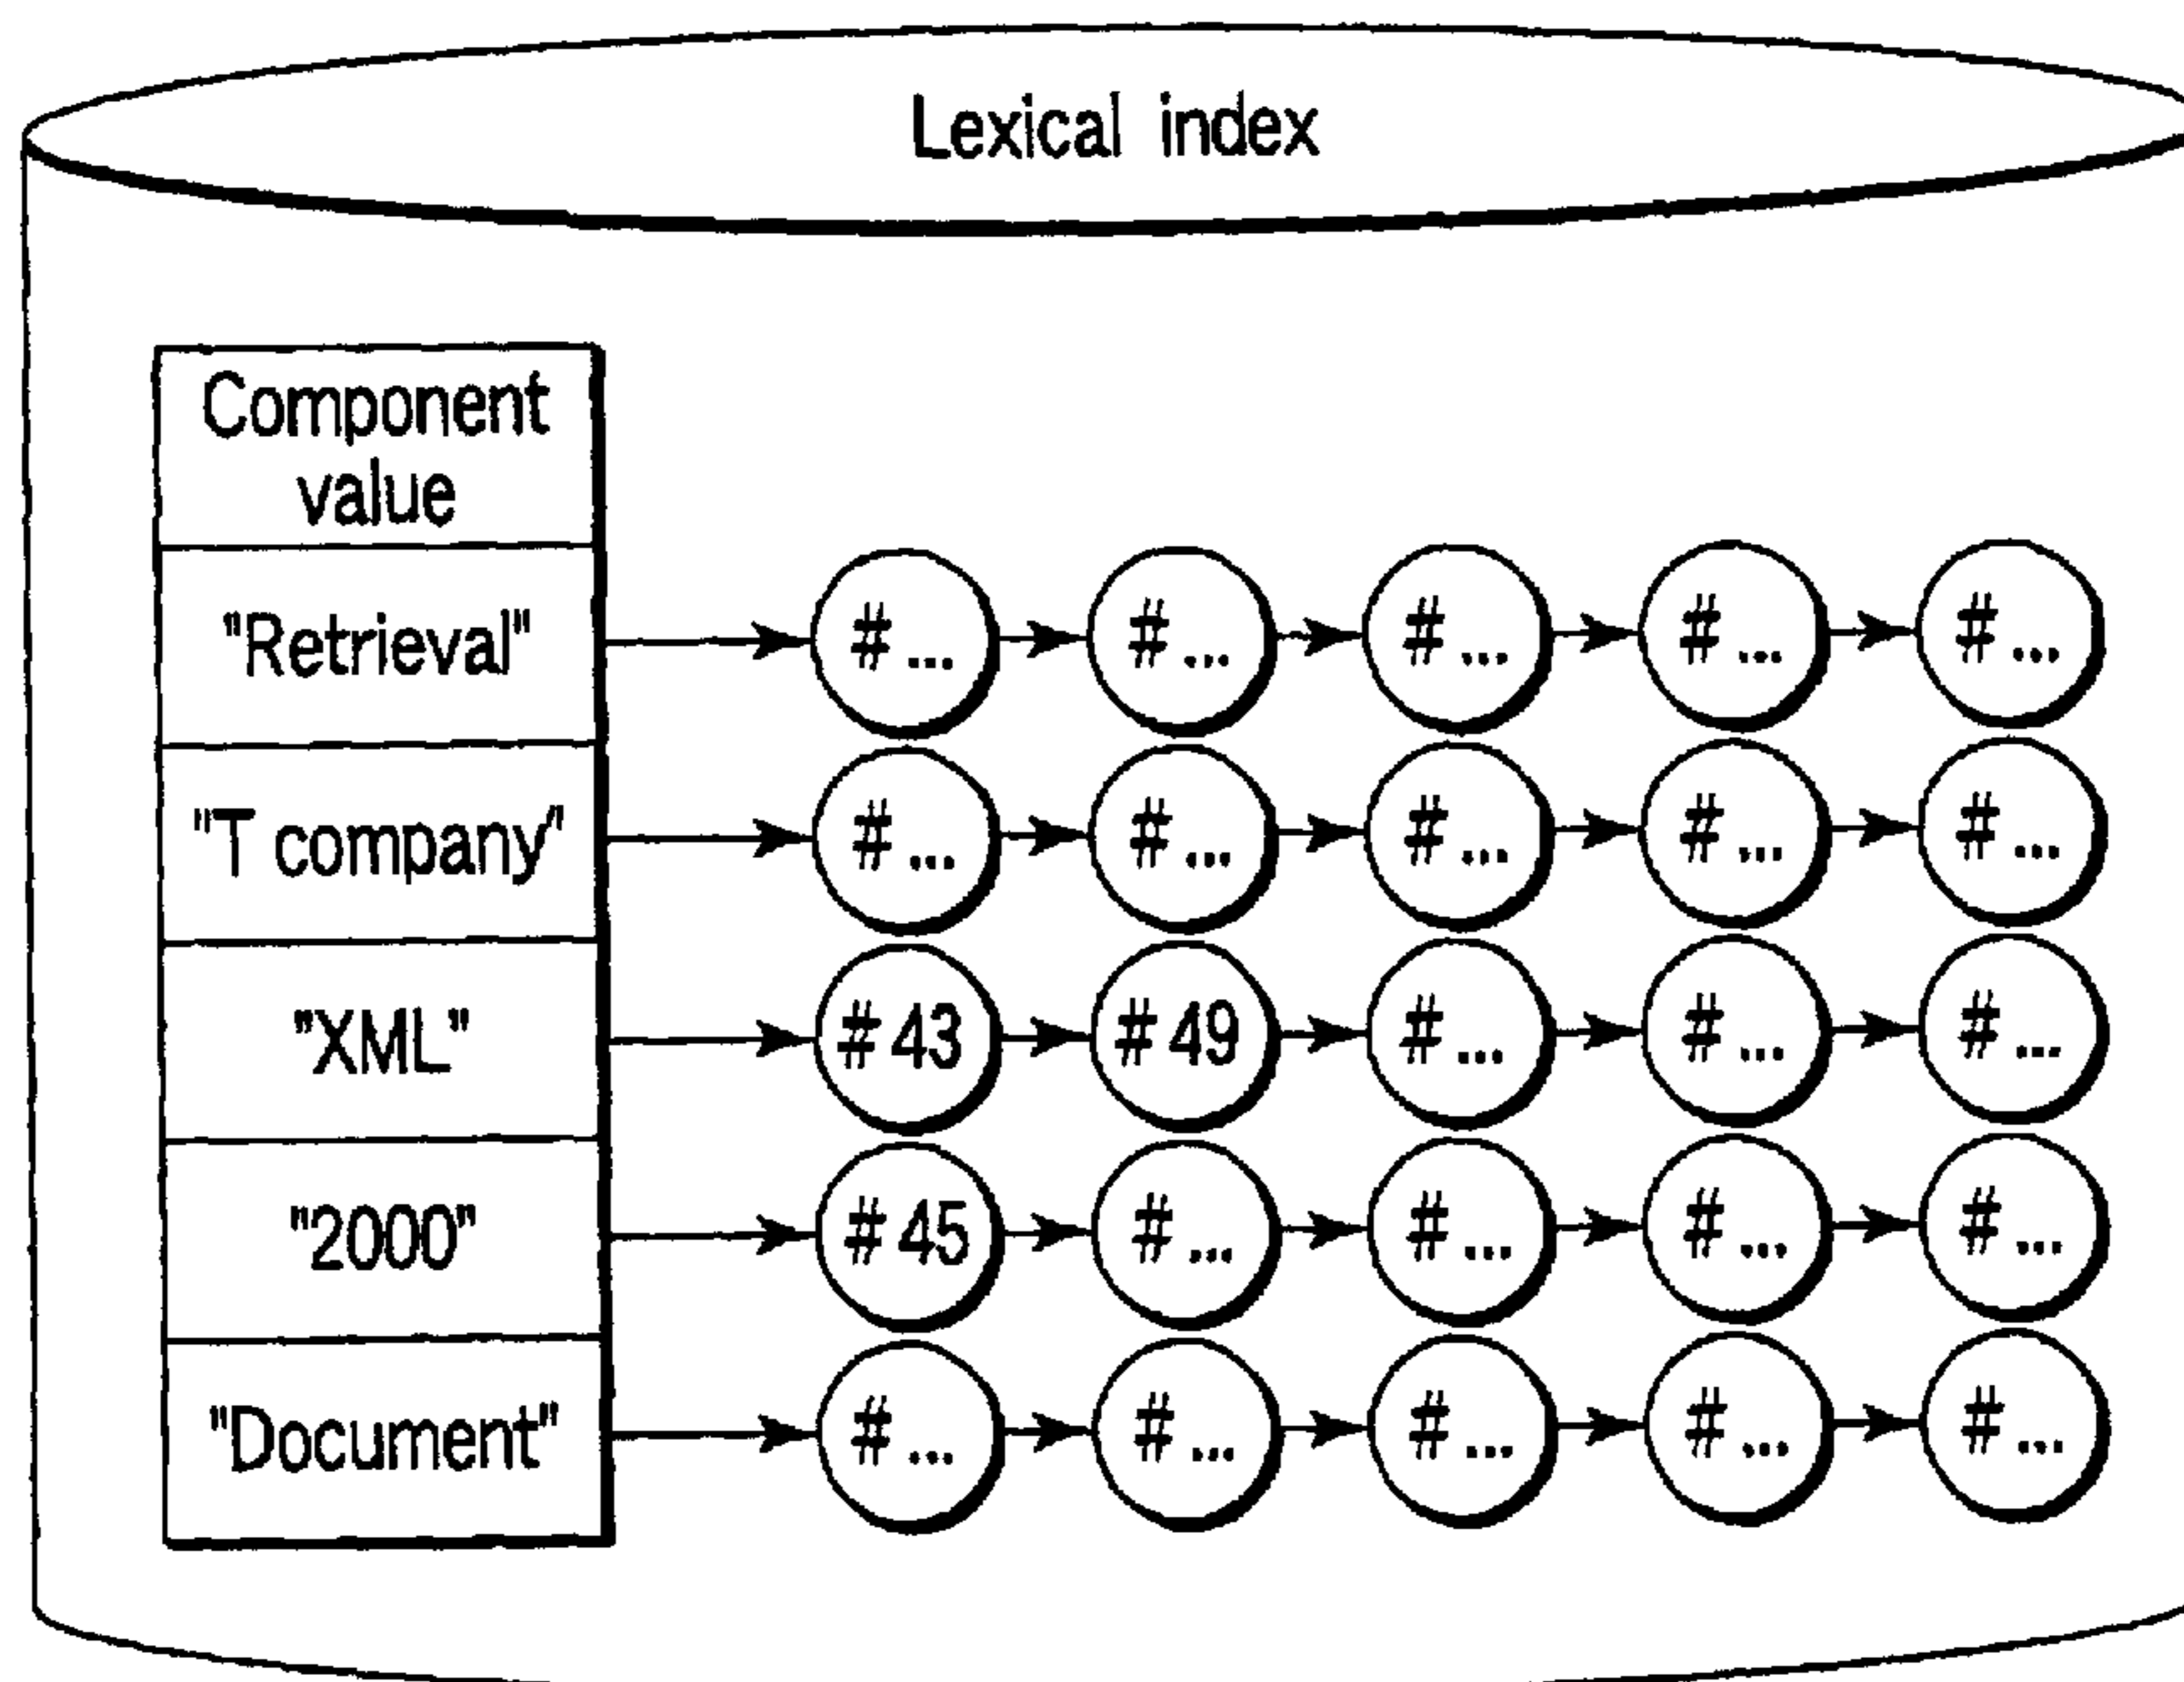 Lexical index
Component
value
"Retrieval" # ... # ... # ... # ... # ...
"T company" # ... # ... # ... # ... # ...
"XML" # 43 # 49 # ... # ... # ...
"2000" # 45 # ... # ... # ... # ...
"Document" # ... # ... # ... # ... # ...